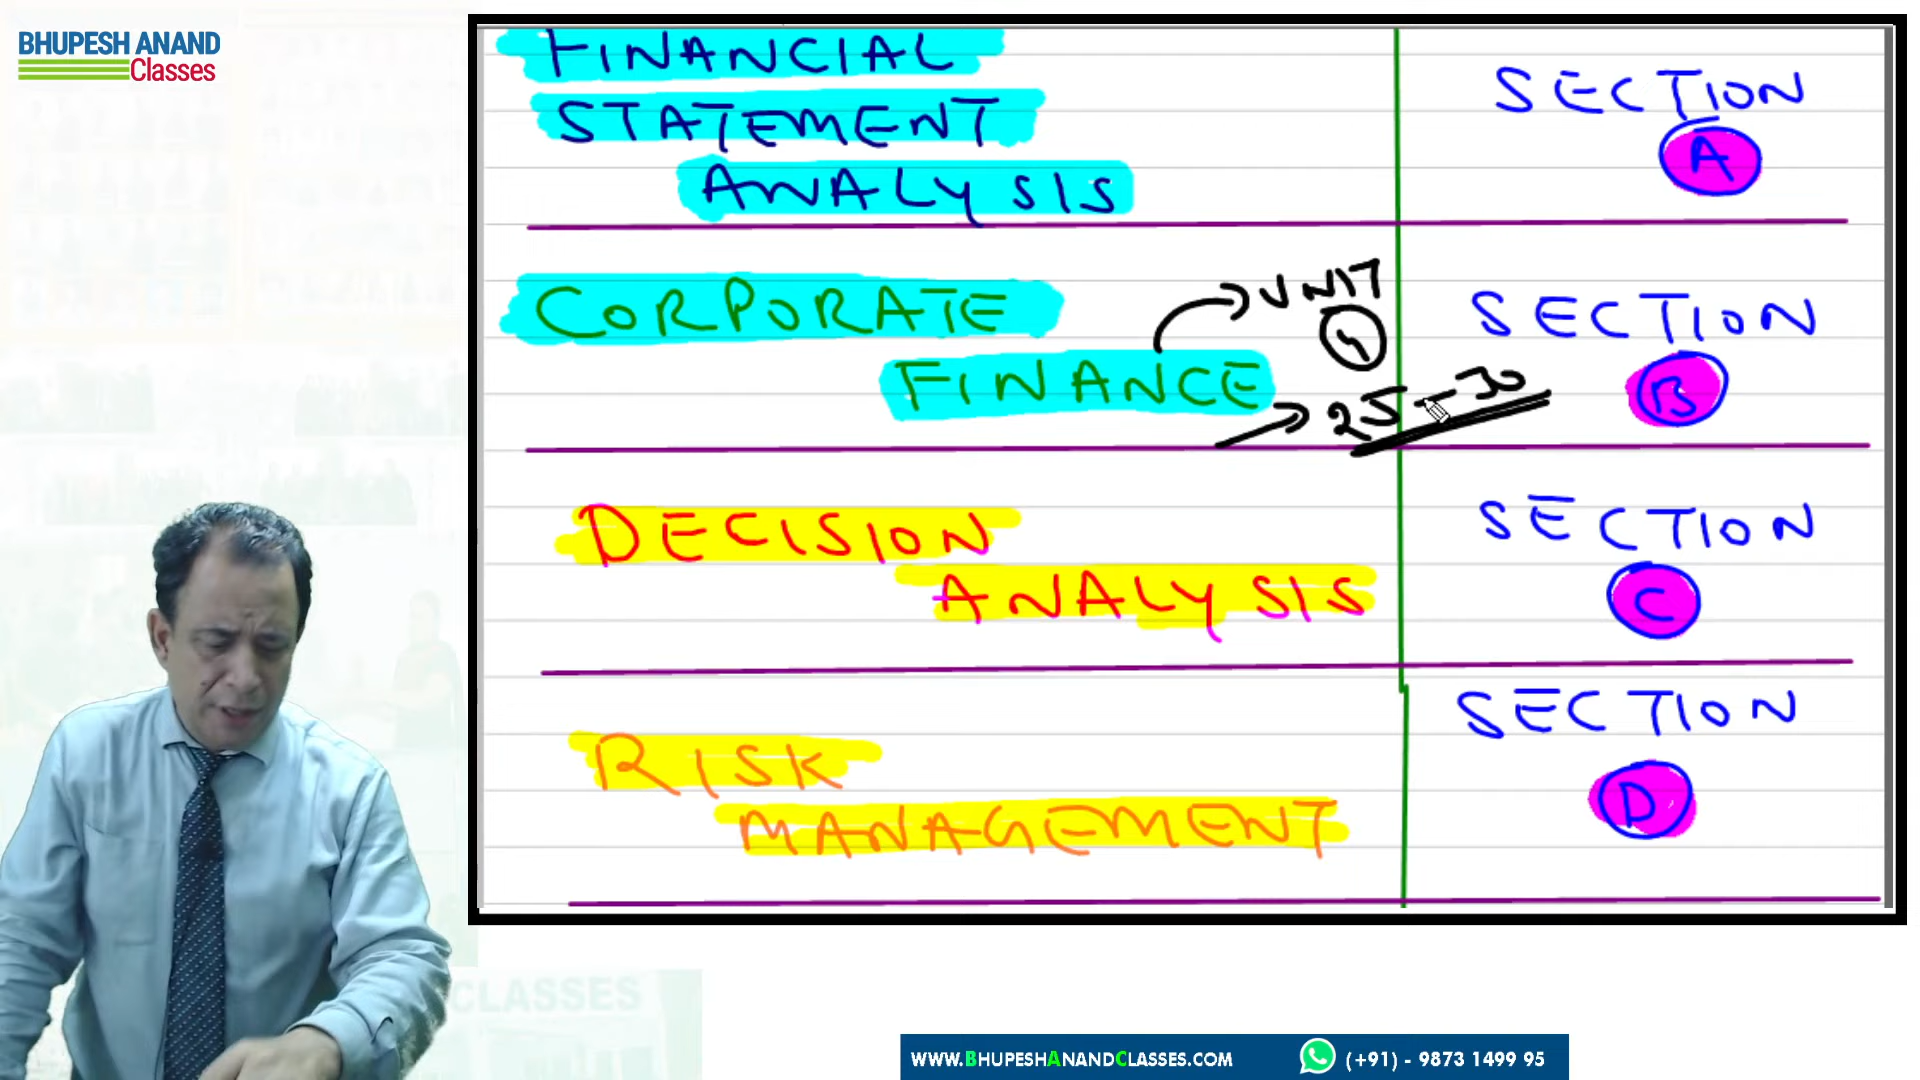 BHUPESH ANAND
Classes
FINANCIAL
STATEMENT
ANALYSIS
SECTION
A
CORPORATE
FINANCE
UNIT
25 - 30
SECTION
B
DECISION
ANALYSIS
SECTION
C
RISK
MANAGEMENT
SECTION
D
CLASSES
WWW.BHUPESHANANDCLASSES.COM
(+91) - 9873 1499 95